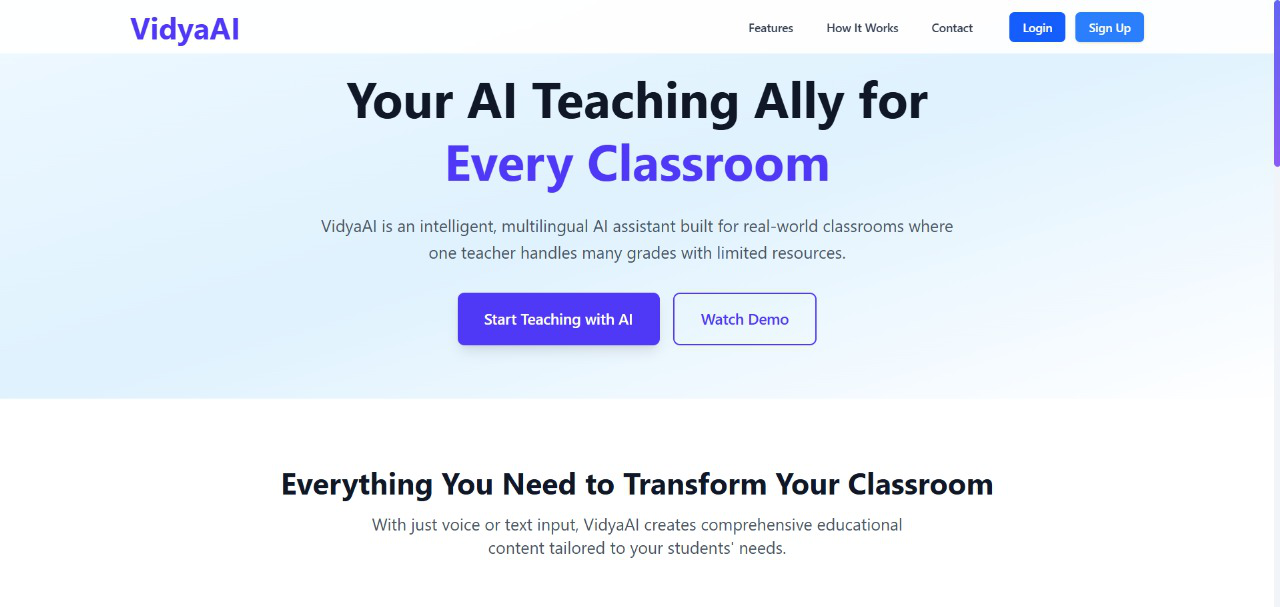 VidyaAI
Features
How It Works
Contact
Login
Sign Up
Your AI Teaching Ally for
Every Classroom
VidyaAI is an intelligent, multilingual AI assistant built for real-world classrooms where
one teacher handles many grades with limited resources.
Start Teaching with AI
Watch Demo
Everything You Need to Transform Your Classroom
With just voice or text input, VidyaAI creates comprehensive educational
content tailored to your students' needs.